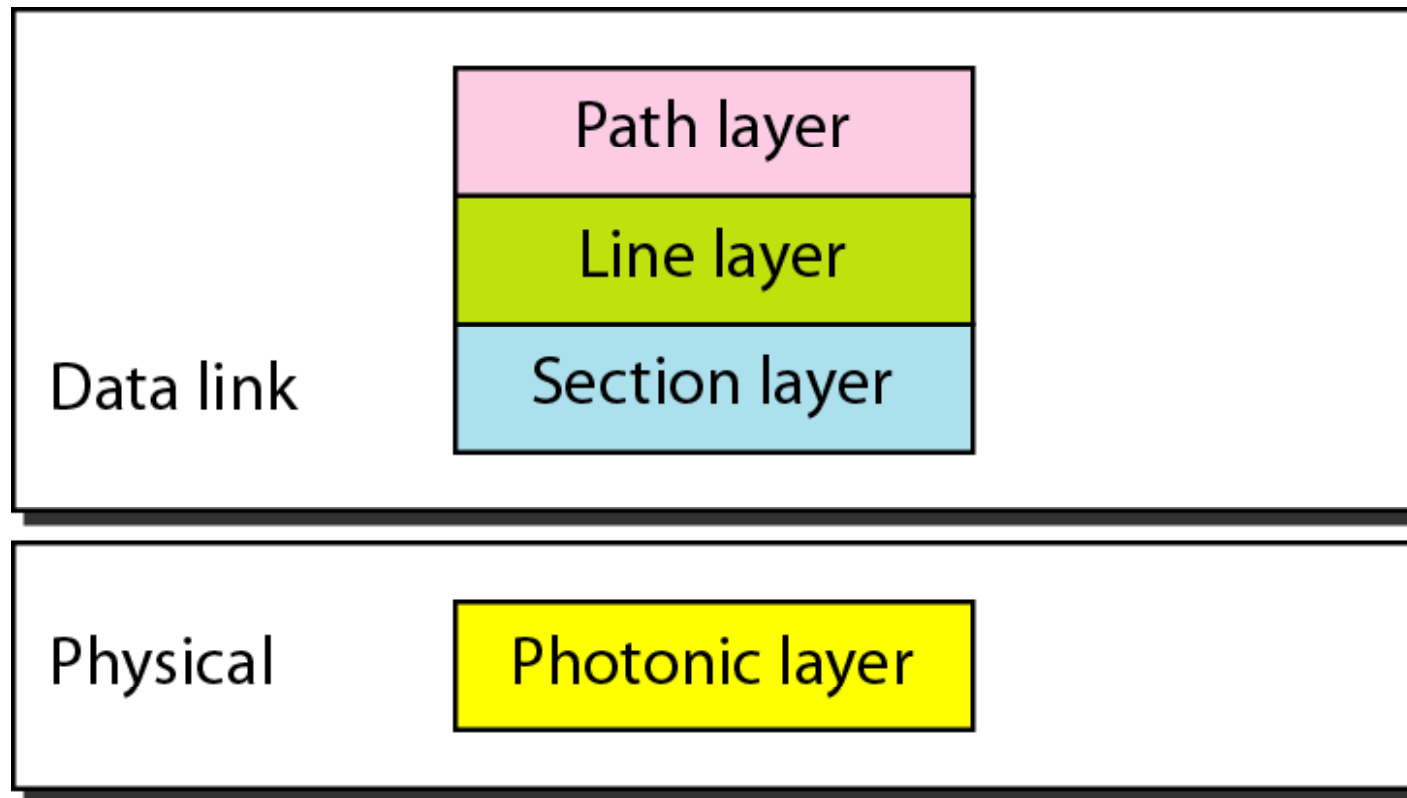 Path layer
Line layer
Data link
Section layer
Physical
Photonic layer